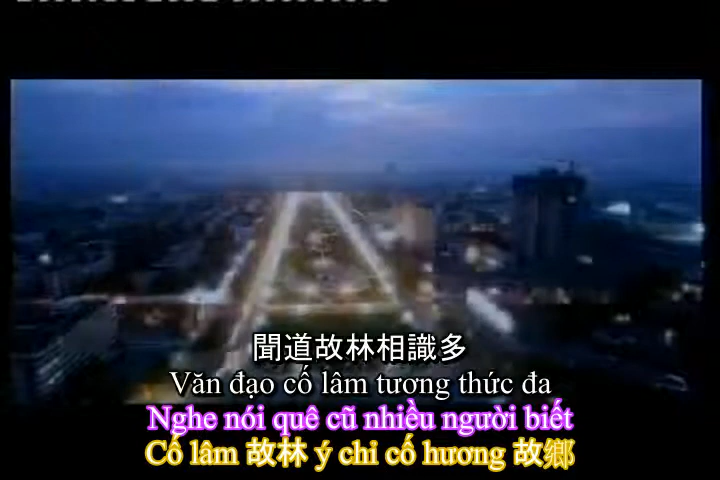 聞道故林相識多
Văn đạo cố lâm tương thức đa
Nghe nói quê cũ nhiều người biết
Cố lâm 故林 ý chỉ cố hương 故鄉